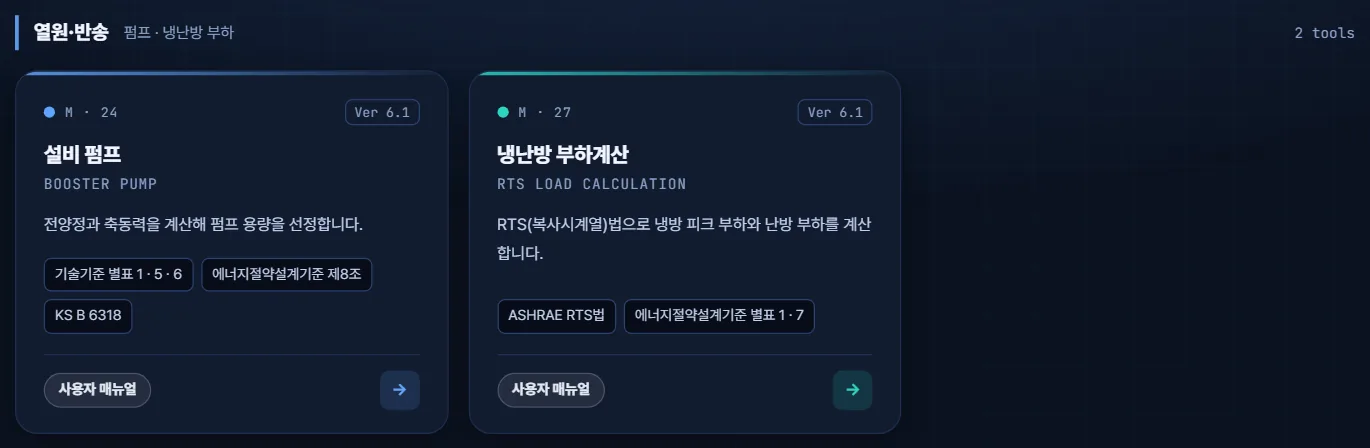 열원·반송 펌프 · 냉난방 부하 2 tools
M · 24 Ver 6.1
설비 펌프
BOOSTER PUMP
전양정과 축동력을 계산해 펌프 용량을 선정합니다.
기술기준 별표 1 · 5 · 6 에너지절약설계기준 제8조
KS B 6318
사용자 매뉴얼 →
M · 27 Ver 6.1
냉난방 부하계산
RTS LOAD CALCULATION
RTS(복사시계열)법으로 냉방 피크 부하와 난방 부하를 계산
합니다.
ASHRAE RTS법 에너지절약설계기준 별표 1 · 7
사용자 매뉴얼 →